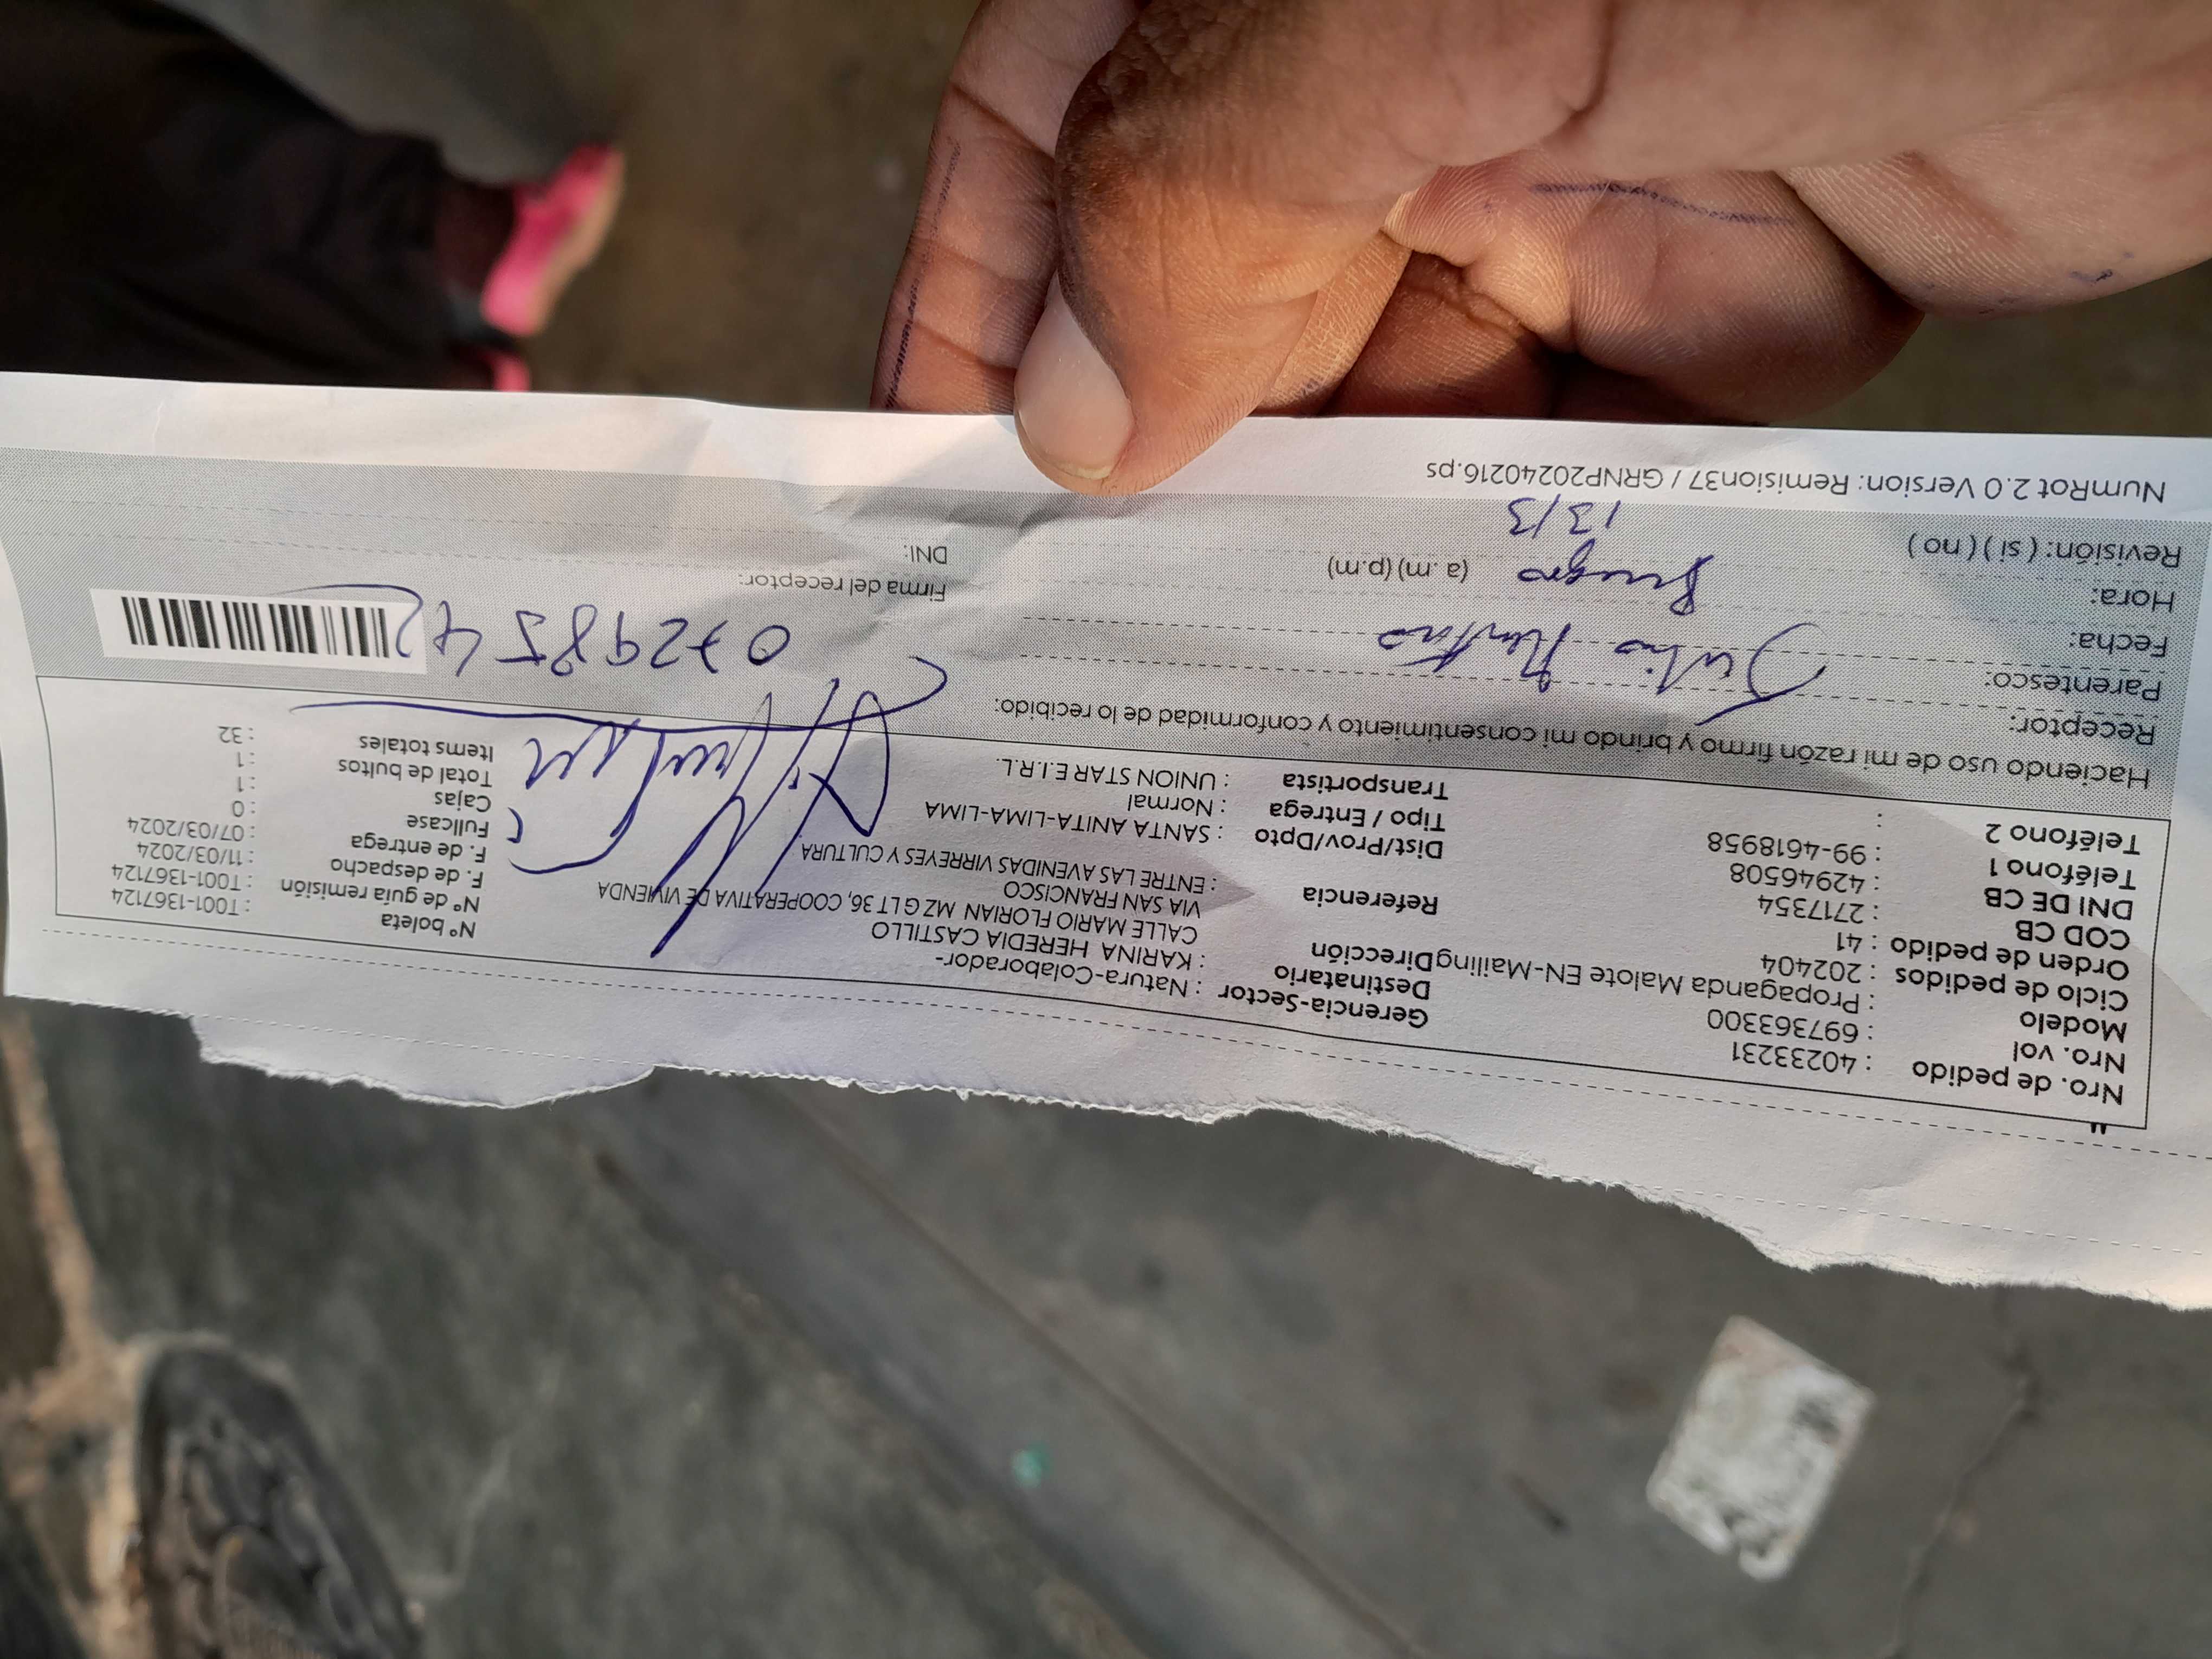 Nro. de pedido : 40233231
Nro. vol : 697363300
Modelo : Propaganda Malote EN-Mailing
Ciclo de pedidos : 202404
Orden de pedido : 41
COD CB : 2717354
DNI DE CB : 42946508
Teléfono 1 : 99-4618958
Teléfono 2 :
Gerencia-Sector : Natura-Colaborador-
Destinatario : KARINA HEREDIA CASTILLO
Dirección CALLE MARIO FLORIAN MZ G LT 36, COOPERATIVA DE VIVIENDA
VIA SAN FRANCISCO
Referencia : ENTRE LAS AVENIDAS VIRREYES Y CULTURA
Dist/Prov/Dpto : SANTA ANITA-LIMA-LIMA
Tipo / Entrega : Normal
Transportista : UNION STAR E.I.R.L.
Nº boleta : T001-1367124
Nº guía remisión : T001-1367124
F. de despacho : 11/03/2024
F. de entrega : 07/03/2024
Fullcase : 0
Cajas : 1
Total de bultos : 1
Items totales : 32
Haciendo uso de mi razón firmo y brindo mi consentimiento y conformidad de lo recibido:
Receptor:
Parentesco: Julio
Fecha:
Hora: (a .m) (p.m)
Revisión: ( si ) ( no ) 13/3
07298542
Firma del receptor:
DNI:
NumRot 2.0 Version: Remision37 / GRNP20240216.ps